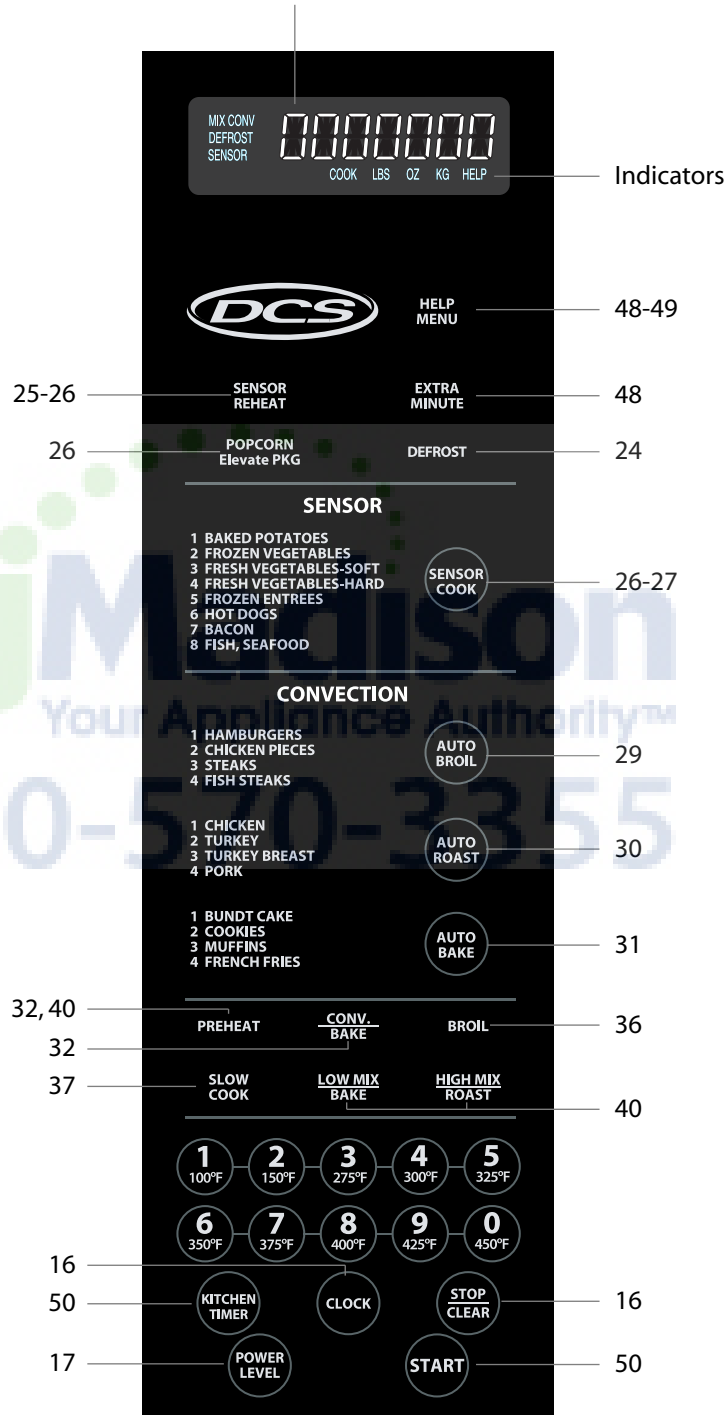 MIX CONV
DEFROST
SENSOR
COOK LBS OZ KG HELP
Indicators
DCS
HELP
MENU
48-49
25-26
SENSOR
REHEAT
EXTRA
MINUTE
48
26
POPCORN
Elevate PKG
DEFROST
24
SENSOR
1 BAKED POTATOES
2 FROZEN VEGETABLES
3 FRESH VEGETABLES-SOFT
4 FRESH VEGETABLES-HARD
5 FROZEN ENTREES
6 HOT DOGS
7 BACON
8 FISH, SEAFOOD
SENSOR
COOK
26-27
Madison
Your Appliance Authority™
0-570-3355
CONVECTION
1 HAMBURGERS
2 CHICKEN PIECES
3 STEAKS
4 FISH STEAKS
AUTO
BROIL
29
1 CHICKEN
2 TURKEY
3 TURKEY BREAST
4 PORK
AUTO
ROAST
30
1 BUNDT CAKE
2 COOKIES
3 MUFFINS
4 FRENCH FRIES
AUTO
BAKE
31
32, 40
PREHEAT
32
CONV.
BAKE
BROIL
36
37
SLOW
COOK
LOW MIX
BAKE
HIGH MIX
ROAST
40
1 2 3 4 5
100°F 150°F 275°F 300°F 325°F
6 7 8 9 0
350°F 375°F 400°F 425°F 450°F
16
50
KITCHEN
TIMER
CLOCK
STOP
CLEAR
16
17
POWER
LEVEL
START
50